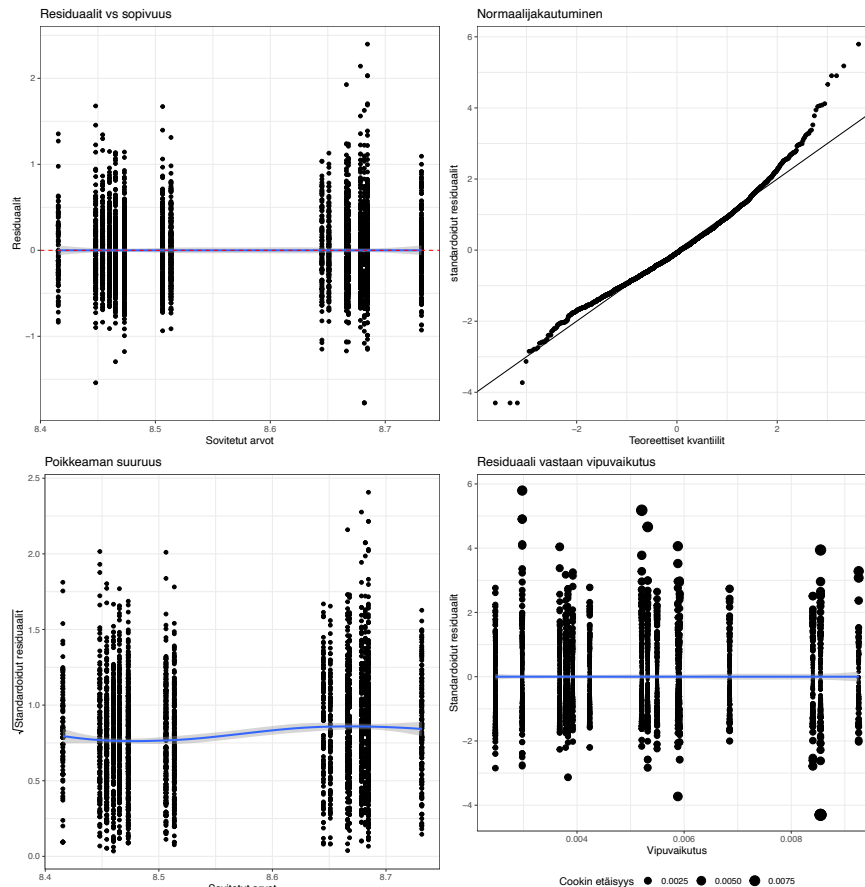 Residuaalit vs sopivuus
Residuaalit
2
1
0
−1
8.4
8.5
8.6
8.7
Sovitetut arvot
Normaalijakautuminen
standardoidut residuaalit
6
4
2
0
−2
−4
−2
0
2
Teoreettiset kvantiilit
Poikkeaman suuruus
√Standardoidut residuaalit
2.5
2.0
1.5
1.0
0.5
0.0
8.4
8.5
8.6
8.7
Sovitetut arvot
Residuaali vastaan vipuvaikutus
Standardoidut residuaalit
6
4
2
0
−2
−4
0.004
0.006
0.008
Vipuvaikutus
Cookin etäisyys 0.0025 0.0050 0.0075